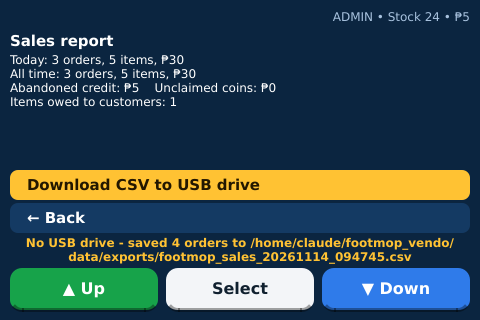 ADMIN • Stock 24 • ₱5
Sales report
Today: 3 orders, 5 items, ₱30
All time: 3 orders, 5 items, ₱30
Abandoned credit: ₱5    Unclaimed coins: ₱0
Items owed to customers: 1
Download CSV to USB drive
← Back
No USB drive - saved 4 orders to /home/claude/footmop_vendo/
data/exports/footmop_sales_20261114_094745.csv
▲ Up
Select
▼ Down